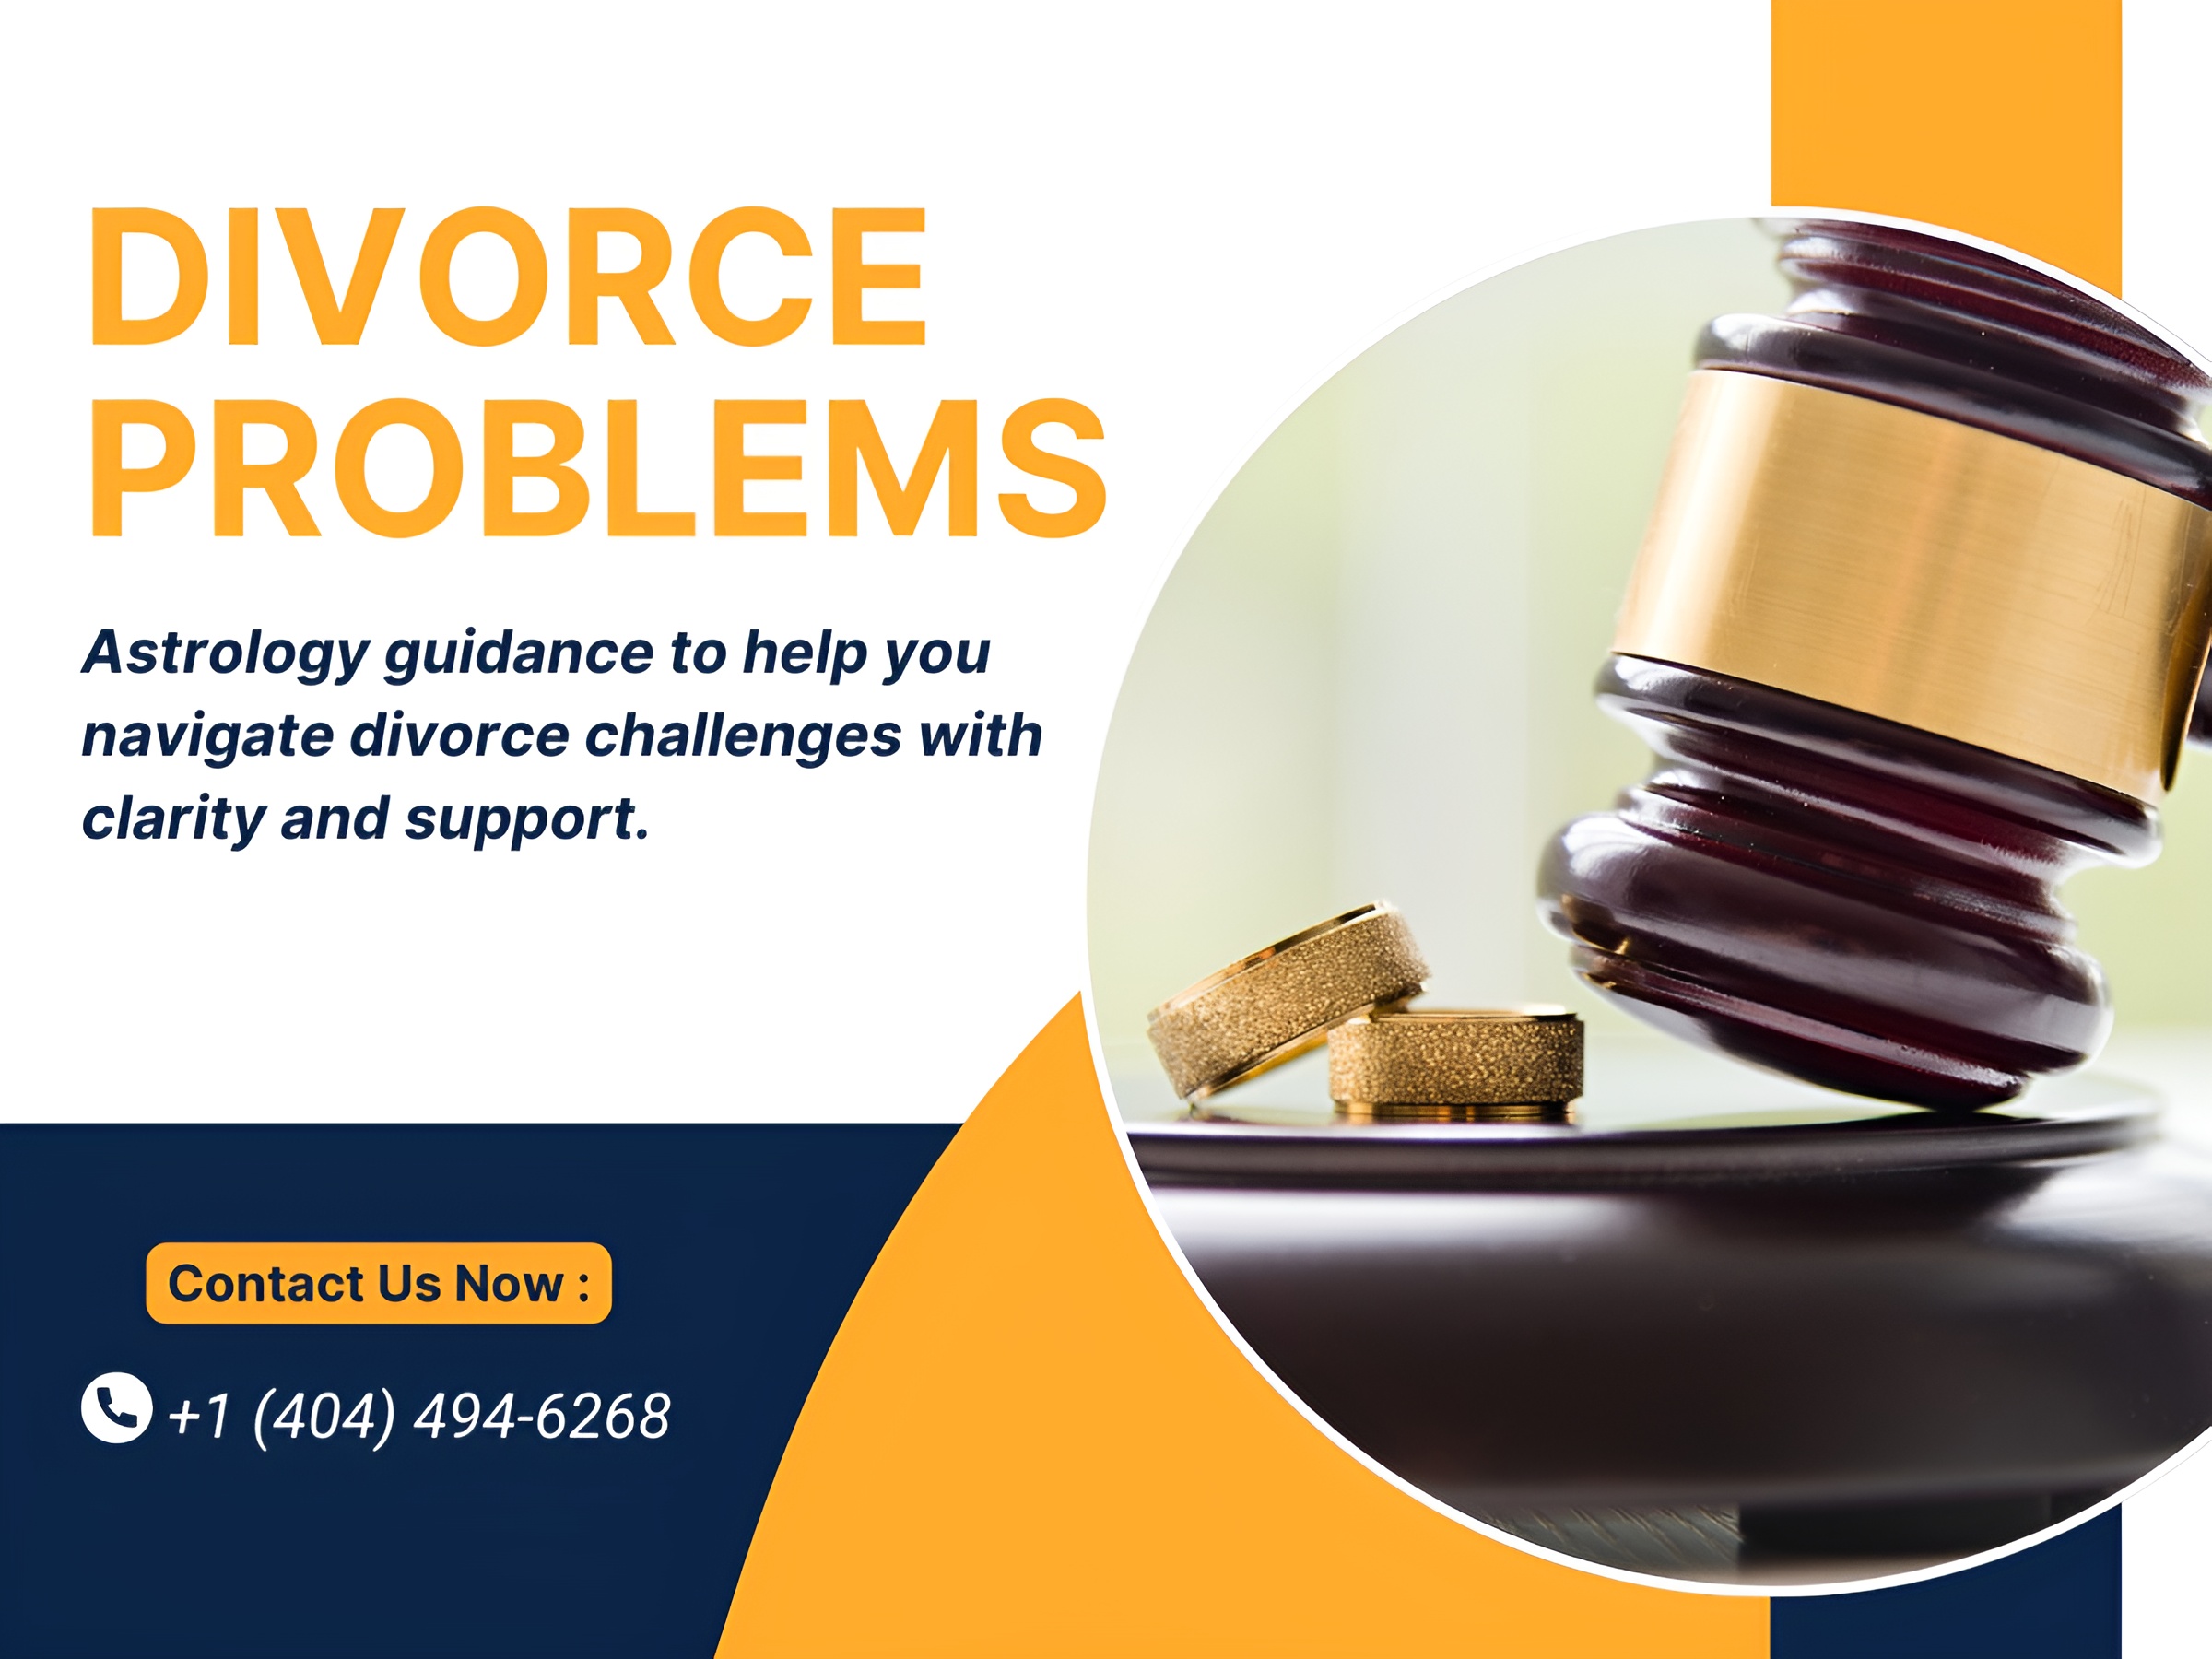 DIVORCE
PROBLEMS
Astrology guidance to help you
navigate divorce challenges with
clarity and support.
Contact Us Now :
+1 (404) 494-6268